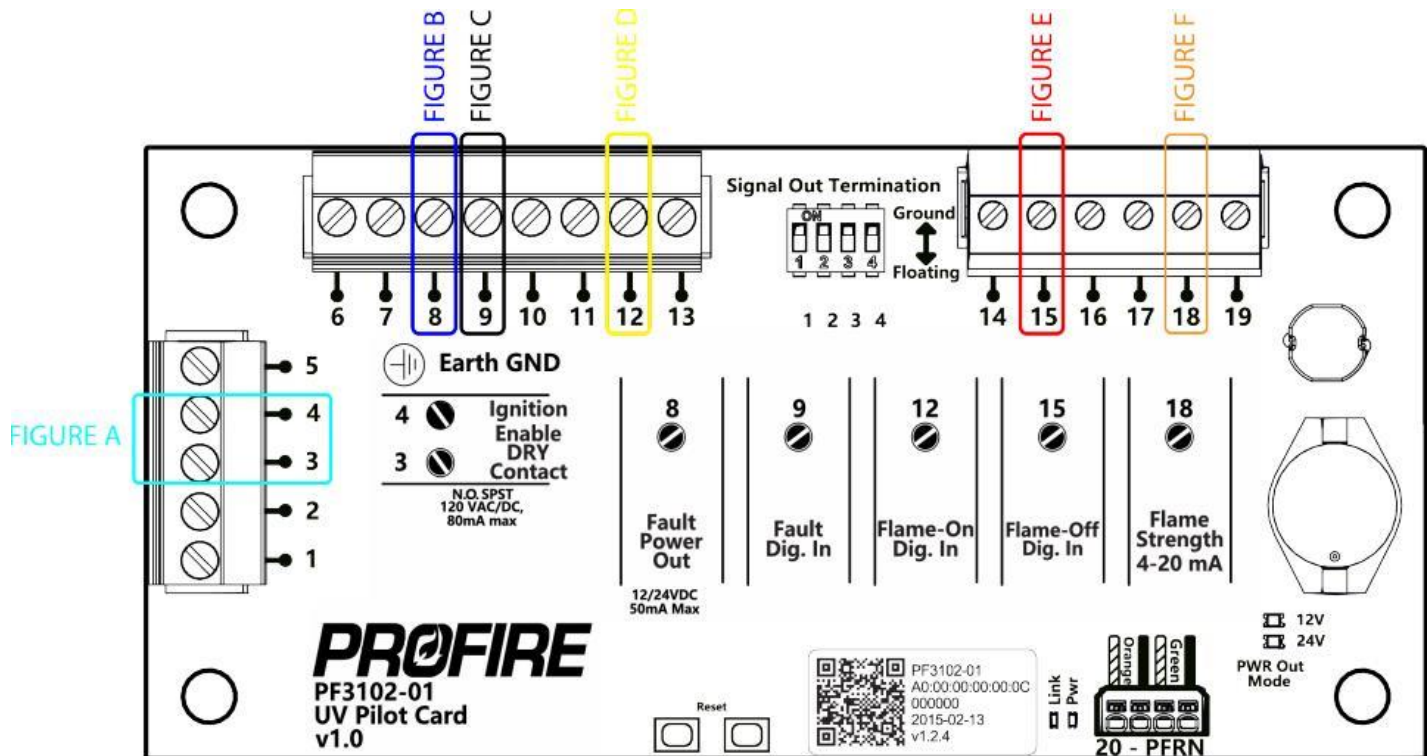 FIGURE B
FIGURE C
FIGURE D
FIGURE E
FIGURE F
Signal Out Termination
ON
1 2 3 4
Ground
Floating
1 2 3 4
6 7 8 9 10 11 12 13
14 15 16 17 18 19
FIGURE A
5
4
3
2
1
Earth GND
4 Ignition
Enable
3 DRY
Contact
N.O. SPST
120 VAC/DC,
80mA max
8
Fault
Power
Out
12/24VDC
50mA Max
9
Fault
Dig. In
12
Flame-On
Dig. In
15
Flame-Off
Dig. In
18
Flame
Strength
4-20 mA
12V
24V
PWR Out
Mode
PROFIRE
PF3102-01
UV Pilot Card
v1.0
Reset
PF3102-01
A0:00:00:00:00:0C
000000
2015-02-13
v1.2.4
Link
Pwr
Orange
Green
20 - PFRN